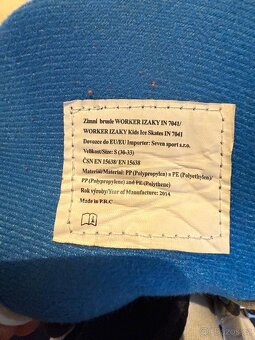 Zimní brusle WORKER IZAKY IN 7041/
WORKER IZAKY Kids Ice Skates IN 7041
Dovozce do EU/EU Importer: Seven sport s.r.o.
Velikost/Size: S (30-33)
ČSN EN 15638/ EN 15638
Materiál/Material: PP (Polypropylen) a PE (Polyethylen)/
PP (Polypropylene) and PE (Polythene)
Rok výroby/Year of Manufacture: 2014
Made in P.R.C